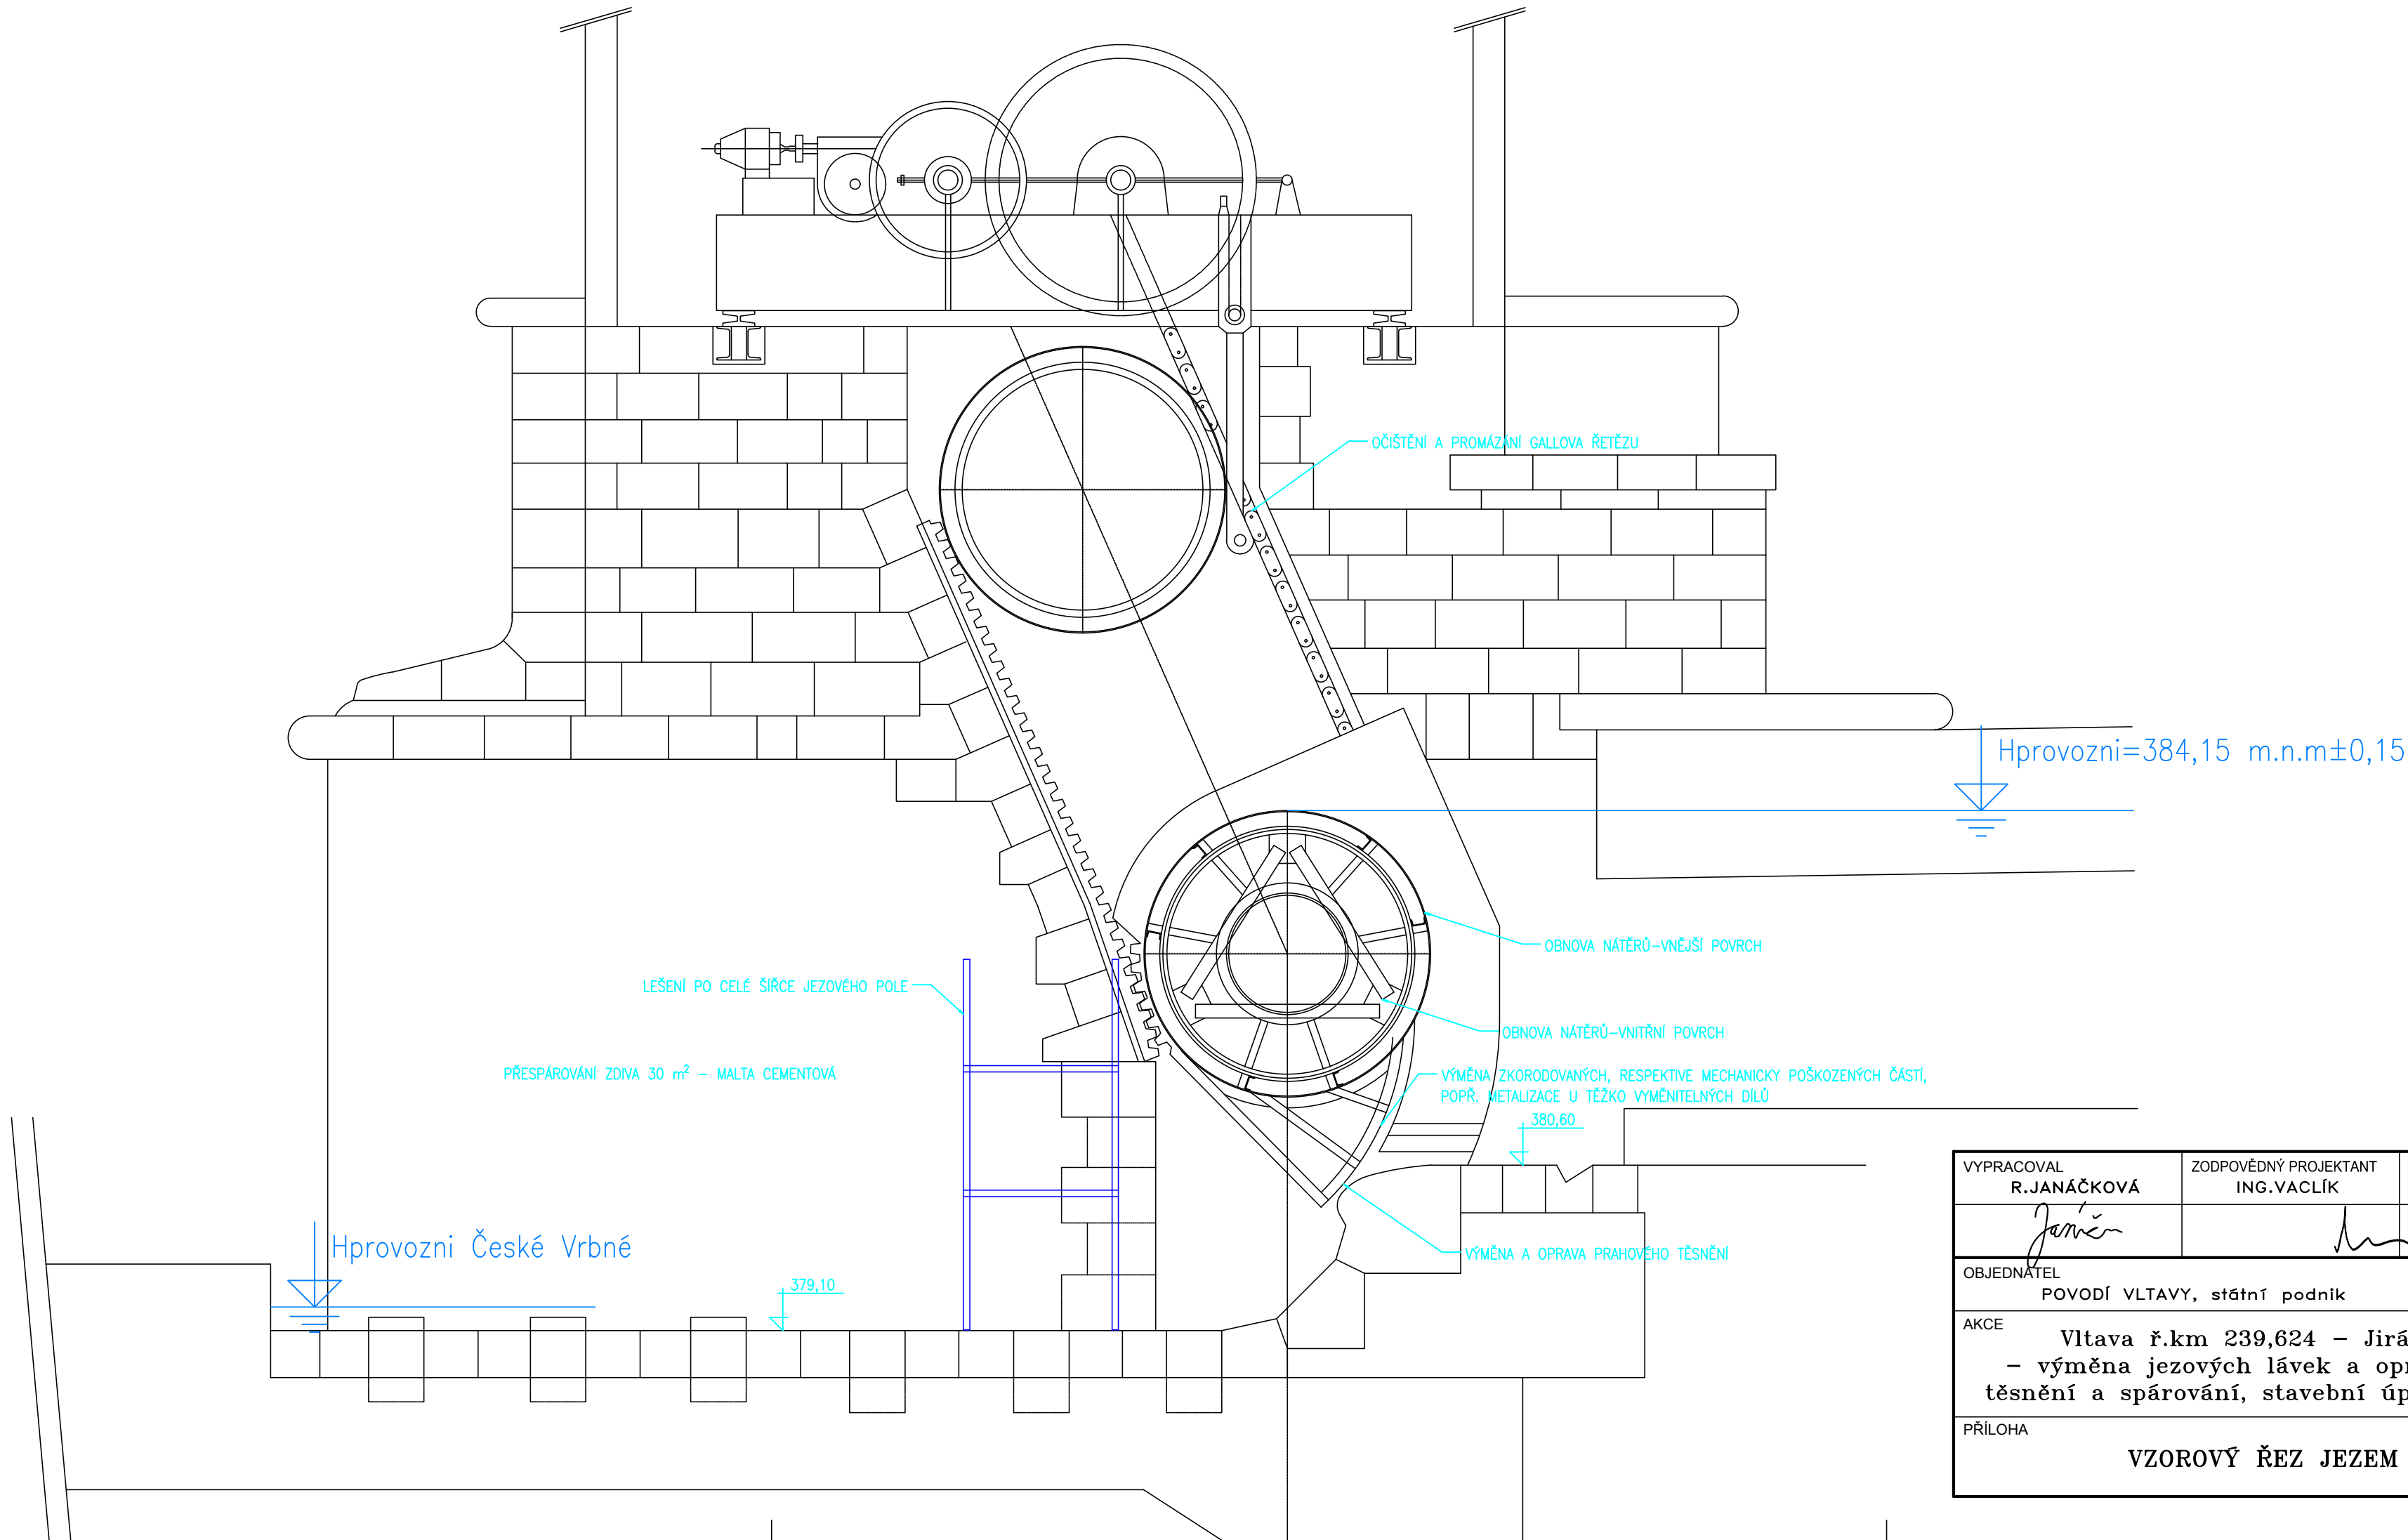 OČIŠTĚNÍ A PROMÁZÁNÍ GALLOVA ŘETĚZU
Hprovozni=384,15 m.n.m±0,15
OBNOVA NÁTĚRŮ-VNĚJŠÍ POVRCH
LEŠENÍ PO CELÉ ŠÍŘCE JEZOVÉHO POLE
OBNOVA NÁTĚRŮ-VNITŘNÍ POVRCH
PŘESPÁROVÁNÍ ZDIVA 30 m² - MALTA CEMENTOVÁ
VÝMĚNA ZKORODOVANÝCH, RESPEKTIVE MECHANICKY POŠKOZENÝCH ČÁSTÍ,
POPŘ. METALIZACE U TĚŽKO VYMĚNITELNÝCH DÍLŮ
380,60
Hprovozni České Vrbné
VÝMĚNA A OPRAVA PRAHOVÉHO TĚSNĚNÍ
379,10
VYPRACOVAL
R.JANÁČKOVÁ
ZODPOVĚDNÝ PROJEKTANT
ING.VACLÍK
OBJEDNATEL
POVODÍ VLTAVY, státní podnik
AKCE
Vltava ř.km 239,624 – Jirá
– výměna jezových lávek a opr
těsnění a spárování, stavební úp
PŘÍLOHA
VZOROVÝ ŘEZ JEZEM